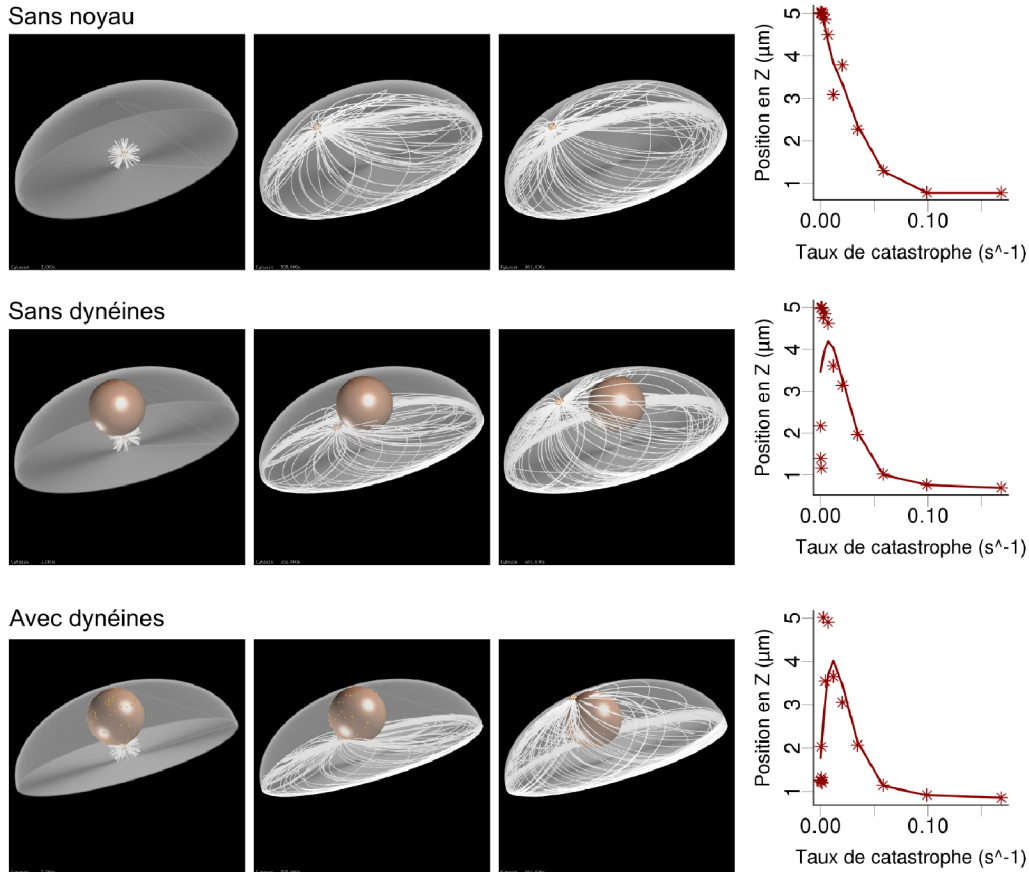 Sans noyau
Position en Z (µm)
5
4
3
2
1
0.00
0.10
Taux de catastrophe (s^-1)
Sans dynéines
Position en Z (µm)
5
4
3
2
1
0.00
0.10
Taux de catastrophe (s^-1)
Avec dynéines
Position en Z (µm)
5
4
3
2
1
0.00
0.10
Taux de catastrophe (s^-1)